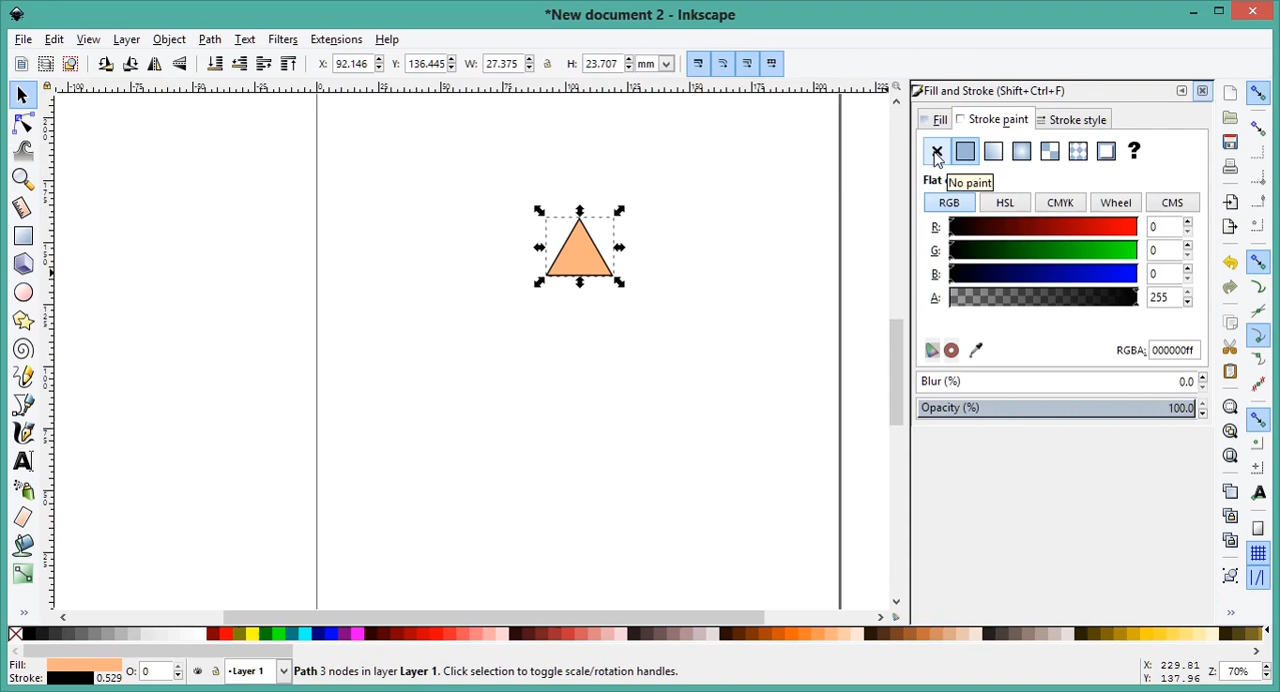 *New document 2 - Inkscape
File Edit View Layer Object Path Text Filters Extensions Help
X: 92.146 Y: 136.445 W: 27.375 H: 23.707 mm
Fill and Stroke (Shift+Ctrl+F)
Fill Stroke paint Stroke style
?
Flat
No paint
RGB HSL CMYK Wheel CMS
R: 0
G: 0
B: 0
A: 255
RGBA: 000000ff
Blur (%) 0.0
Opacity (%) 100.0
Fill:
Stroke: 0.529
O: 0
Layer 1
Path 3 nodes in layer Layer 1. Click selection to toggle scale/rotation handles.
X: 229.81
Y: 137.96
Z: 70%